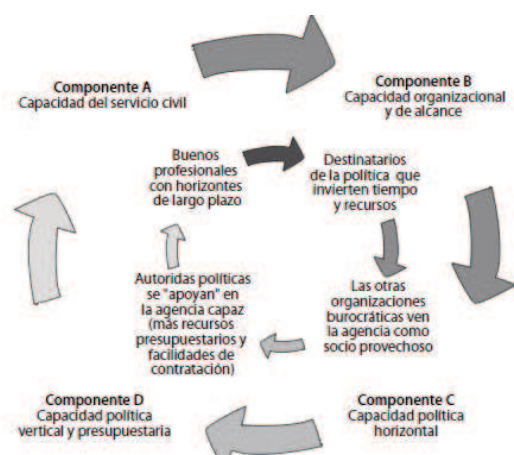 Componente A
Capacidad del servicio civil
Componente B
Capacidad organizacional
y de alcance
Buenos
profesionales
con horizontes
de largo plazo
Destinatarios
de la política que
invierten tiempo
y recursos
Autoridas políticas
se "apoyan" en
la agencia capaz
(más recursos
presupuestarios y
facilidades de
contratación)
Las otras
organizaciones
burocráticas ven
la agencia como
socio provechoso
Componente D
Capacidad política
vertical y presupuestaria
Componente C
Capacidad política
horizontal